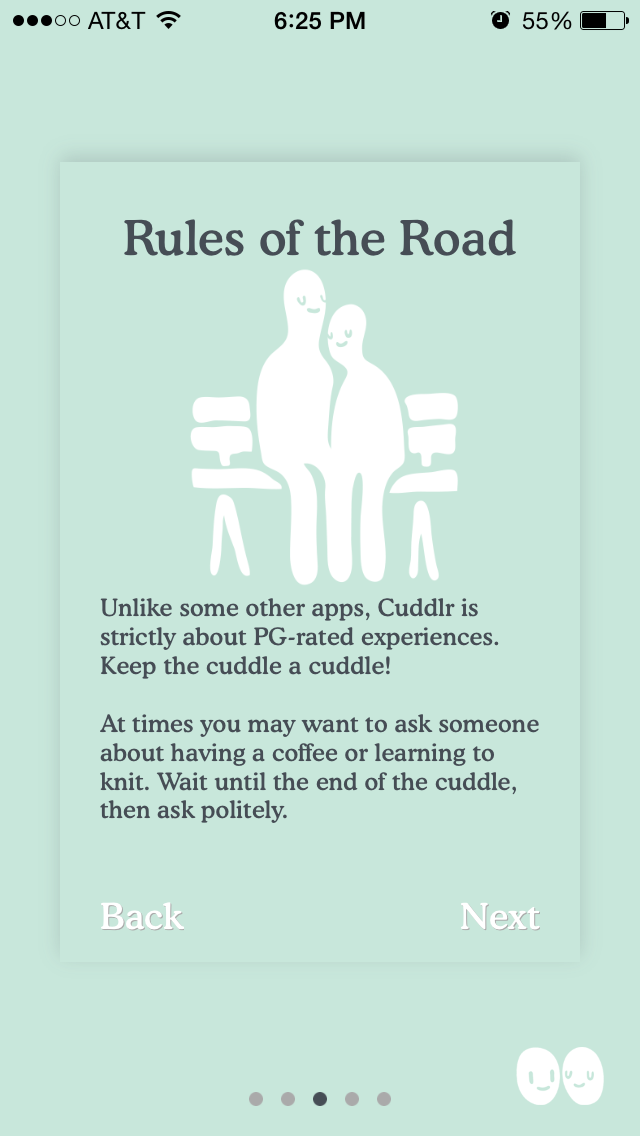 AT&T 6:25 PM 55%
Rules of the Road
Unlike some other apps, Cuddlr is
strictly about PG-rated experiences.
Keep the cuddle a cuddle!
At times you may want to ask someone
about having a coffee or learning to
knit. Wait until the end of the cuddle,
then ask politely.
Back Next